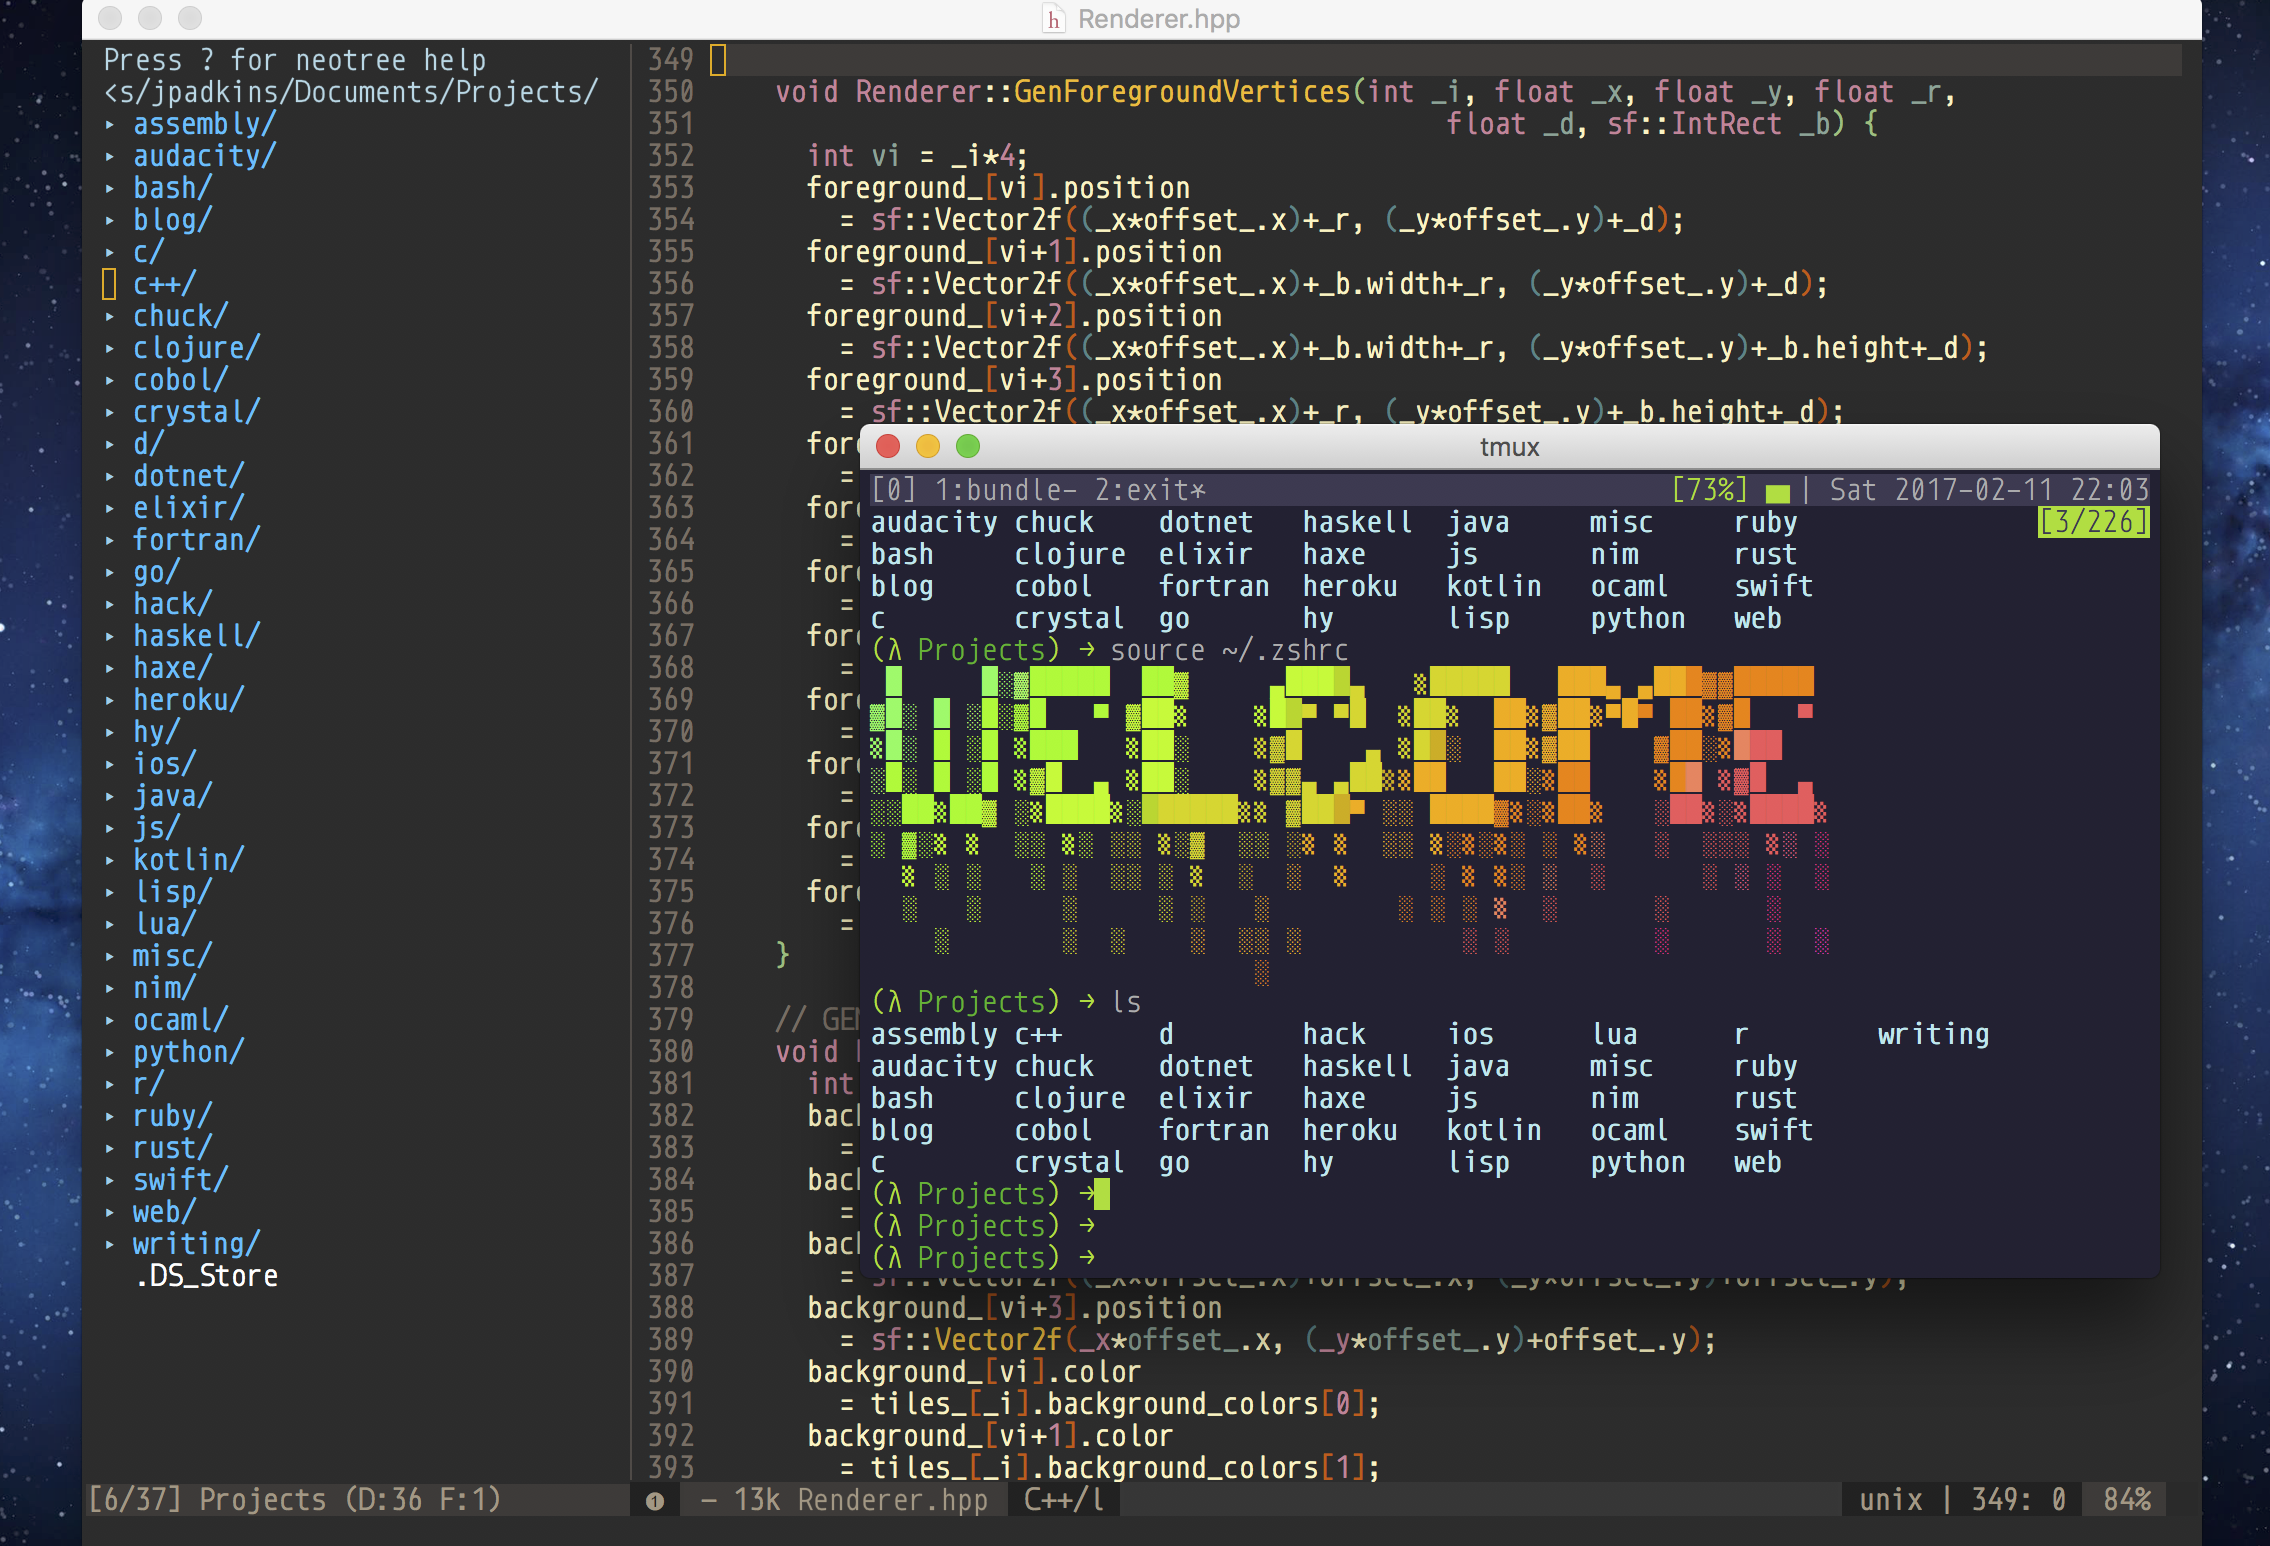 Renderer.hpp
Press ? for neotree help
<s/jpadkins/Documents/Projects/
▸ assembly/
▸ audacity/
▸ bash/
▸ blog/
▸ c/
c++/
▸ chuck/
▸ clojure/
▸ cobol/
▸ crystal/
▸ d/
▸ dotnet/
▸ elixir/
▸ fortran/
▸ go/
▸ hack/
▸ haskell/
▸ haxe/
▸ heroku/
▸ hy/
▸ ios/
▸ java/
▸ js/
▸ kotlin/
▸ lisp/
▸ lua/
▸ misc/
▸ nim/
▸ ocaml/
▸ python/
▸ r/
▸ ruby/
▸ rust/
▸ swift/
▸ web/
▸ writing/
.DS_Store
[6/37] Projects (D:36 F:1)
349
350 void Renderer::GenForegroundVertices(int _i, float _x, float _y, float _r,
351 float _d, sf::IntRect _b) {
352 int vi = _i*4;
353 foreground_[vi].position
354 = sf::Vector2f((_x*offset_.x)+_r, (_y*offset_.y)+_d);
355 foreground_[vi+1].position
356 = sf::Vector2f((_x*offset_.x)+_b.width+_r, (_y*offset_.y)+_d);
357 foreground_[vi+2].position
358 = sf::Vector2f((_x*offset_.x)+_b.width+_r, (_y*offset_.y)+_b.height+_d);
359 foreground_[vi+3].position
360 = sf::Vector2f((_x*offset_.x)+_r, (_y*offset_.y)+_b.height+_d);
361 for
362 =
363 for
364 =
365 for
366 =
367 for
368 =
369 for
370 =
371 for
372 =
373 for
374 =
375 for
376 =
377 }
378
379 // GEN
380 void
381 int
382 bac
383 =
384 bac
385 =
386 bac
387 = sf::Vector2f((_x*offset_.x)+offset_.x, (_y*offset_.y)+offset_.y);
388 background_[vi+3].position
389 = sf::Vector2f(_x*offset_.x, (_y*offset_.y)+offset_.y);
390 background_[vi].color
391 = tiles_[_i].background_colors[0];
392 background_[vi+1].color
393 = tiles_[_i].background_colors[1];
❶ – 13k Renderer.hpp C++/l unix | 349: 0 84%
tmux
[0] 1:bundle- 2:exit* [73%] | Sat 2017-02-11 22:03
audacity chuck dotnet haskell java misc ruby [3/226]
bash clojure elixir haxe js nim rust
blog cobol fortran heroku kotlin ocaml swift
c crystal go hy lisp python web
(λ Projects) → source ~/.zshrc
WELCOME
(λ Projects) → ls
assembly c++ d hack ios lua r writing
audacity chuck dotnet haskell java misc ruby
bash clojure elixir haxe js nim rust
blog cobol fortran heroku kotlin ocaml swift
c crystal go hy lisp python web
(λ Projects) →
(λ Projects) →
(λ Projects) →